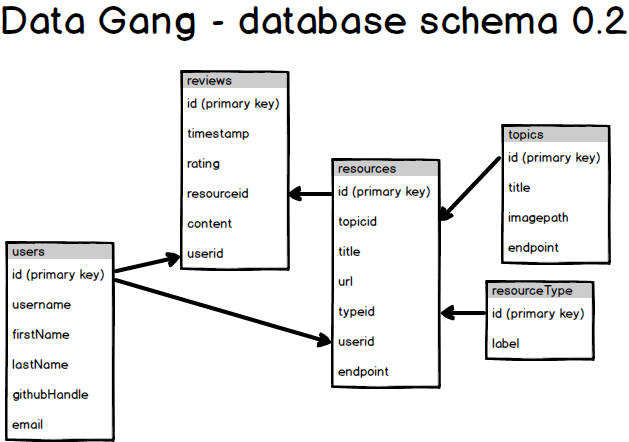 Data Gang - database schema 0.2
reviews
id (primary key)
timestamp
rating
resourceid
content
userid
users
id (primary key)
username
firstName
lastName
githubHandle
email
resources
id (primary key)
topicid
title
url
typeid
userid
endpoint
topics
id (primary key)
title
imagepath
endpoint
resourceType
id (primary key)
label